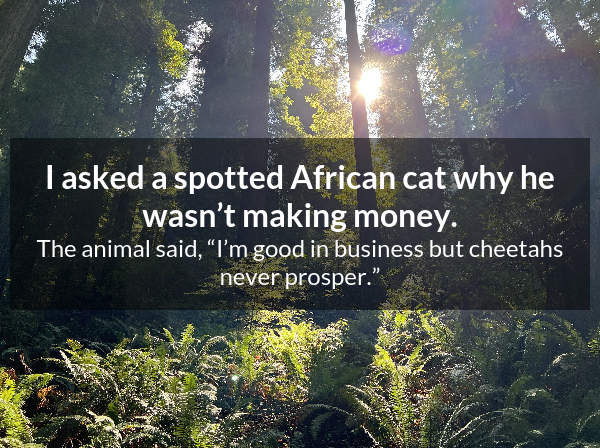 I asked a spotted African cat why he
wasn’t making money.
The animal said, “I’m good in business but cheetahs
never prosper.”